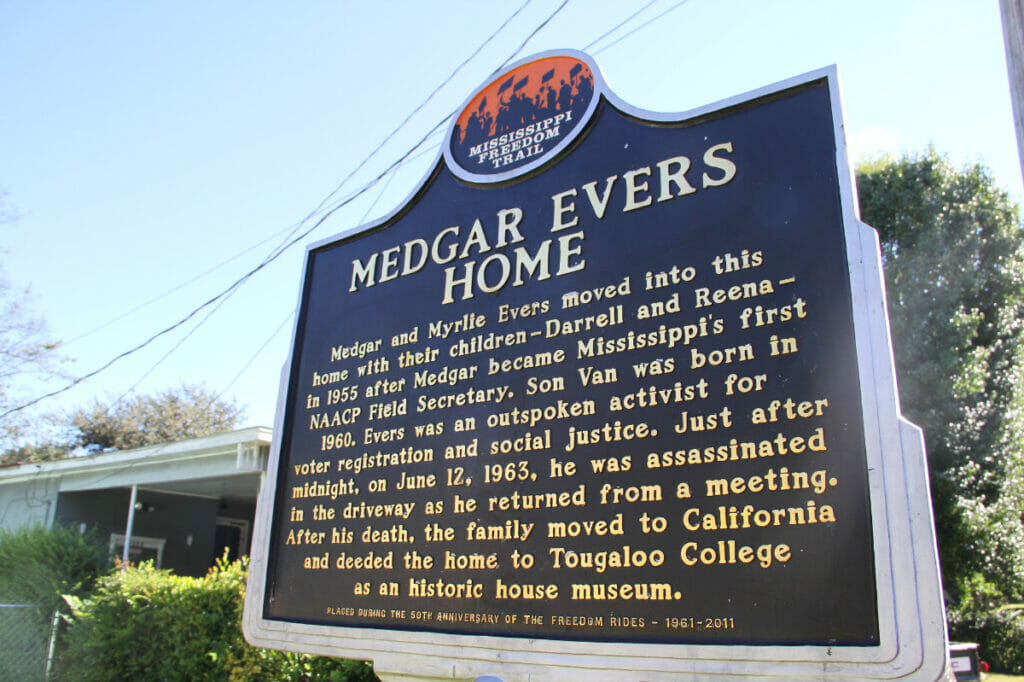 MISSISSIPPI
FREEDOM
TRAIL
MEDGAR EVERS
HOME
Medgar and Myrlie Evers moved into this
home with their children—Darrell and Reena—
in 1955 after Medgar became Mississippi's first
NAACP Field Secretary. Son Van was born in
1960. Evers was an outspoken activist for
voter registration and social justice. Just after
midnight, on June 12, 1963, he was assassinated
in the driveway as he returned from a meeting.
After his death, the family moved to California
and deeded the home to Tougaloo College
as an historic house museum.
PLACED DURING THE 50TH ANNIVERSARY OF THE FREEDOM RIDES – 1961-2011